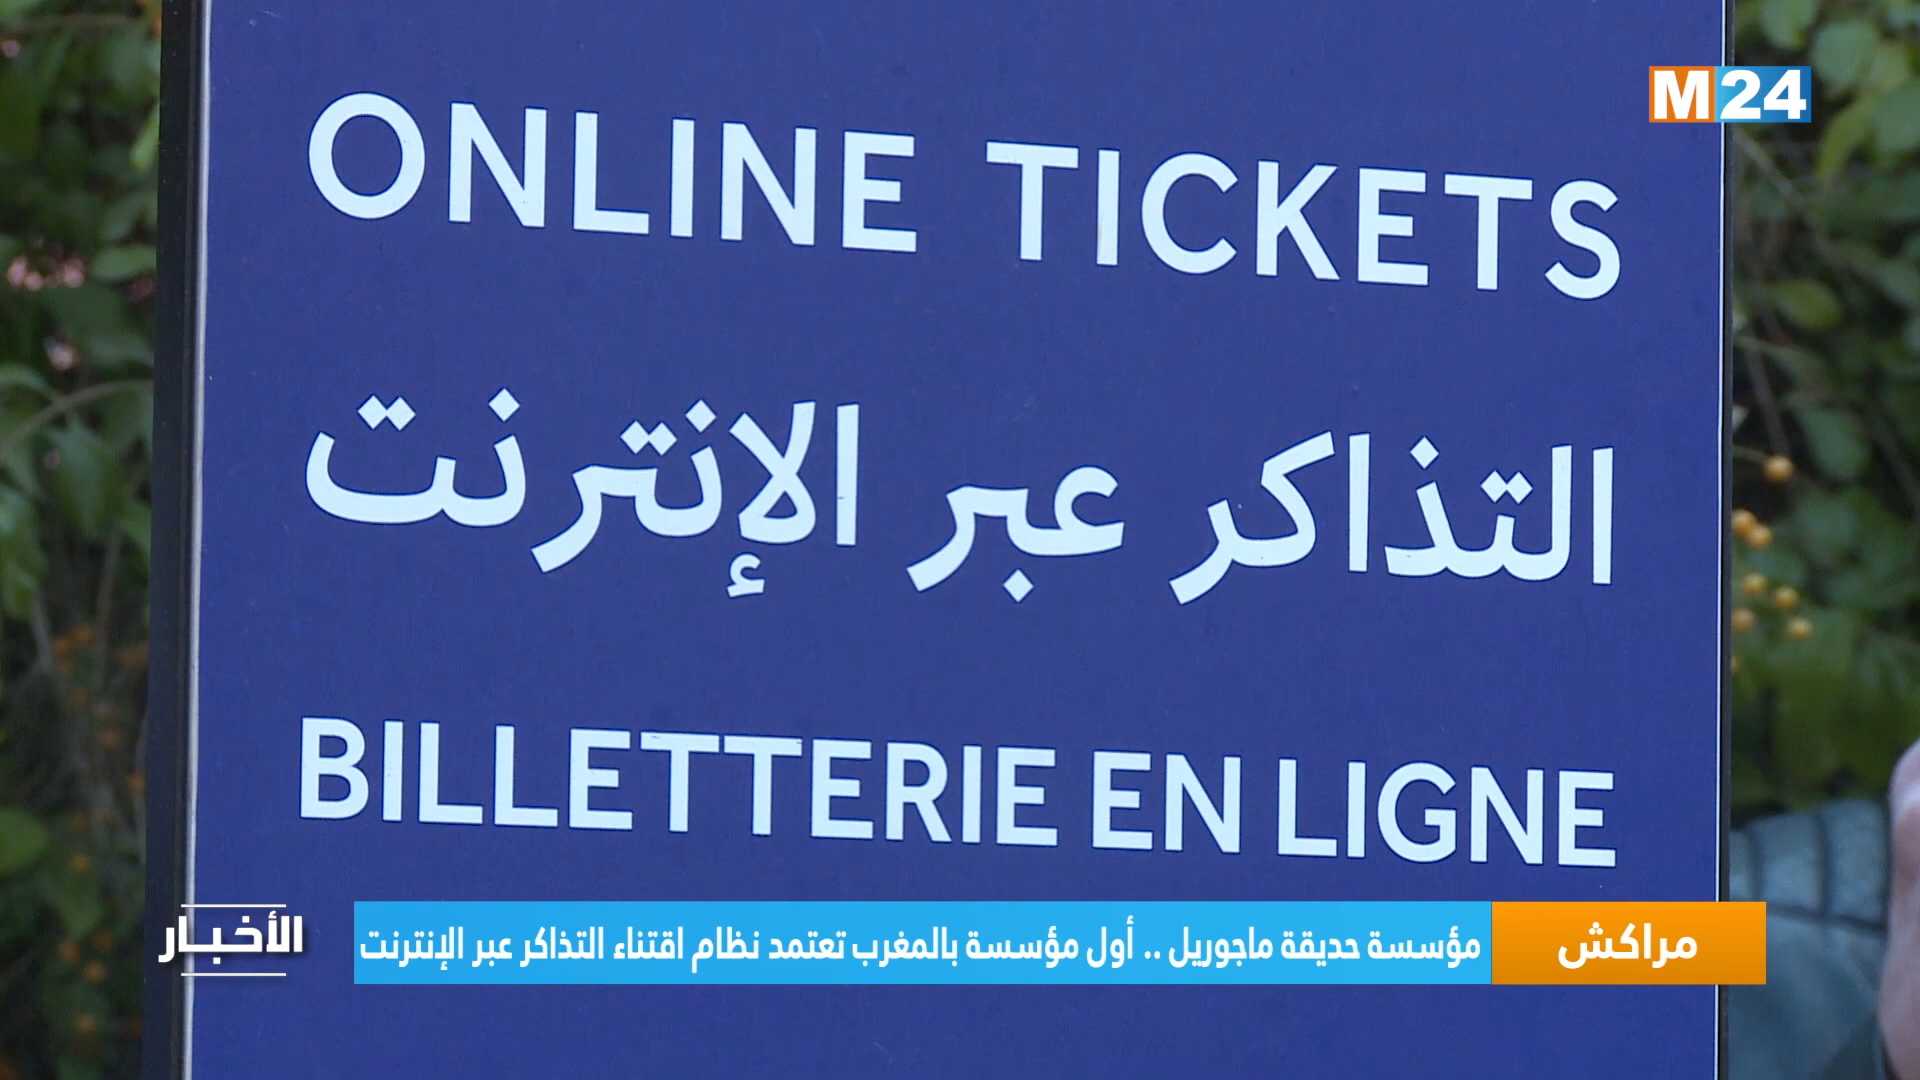 M24
ONLINE TICKETS
التذاكر عبر الإنترنت
BILLETTERIE EN LIGNE
مراكش
مؤسسة حديقة ماجوريل .. أول مؤسسة بالمغرب تعتمد نظام اقتناء التذاكر عبر الإنترنت
الأخبار